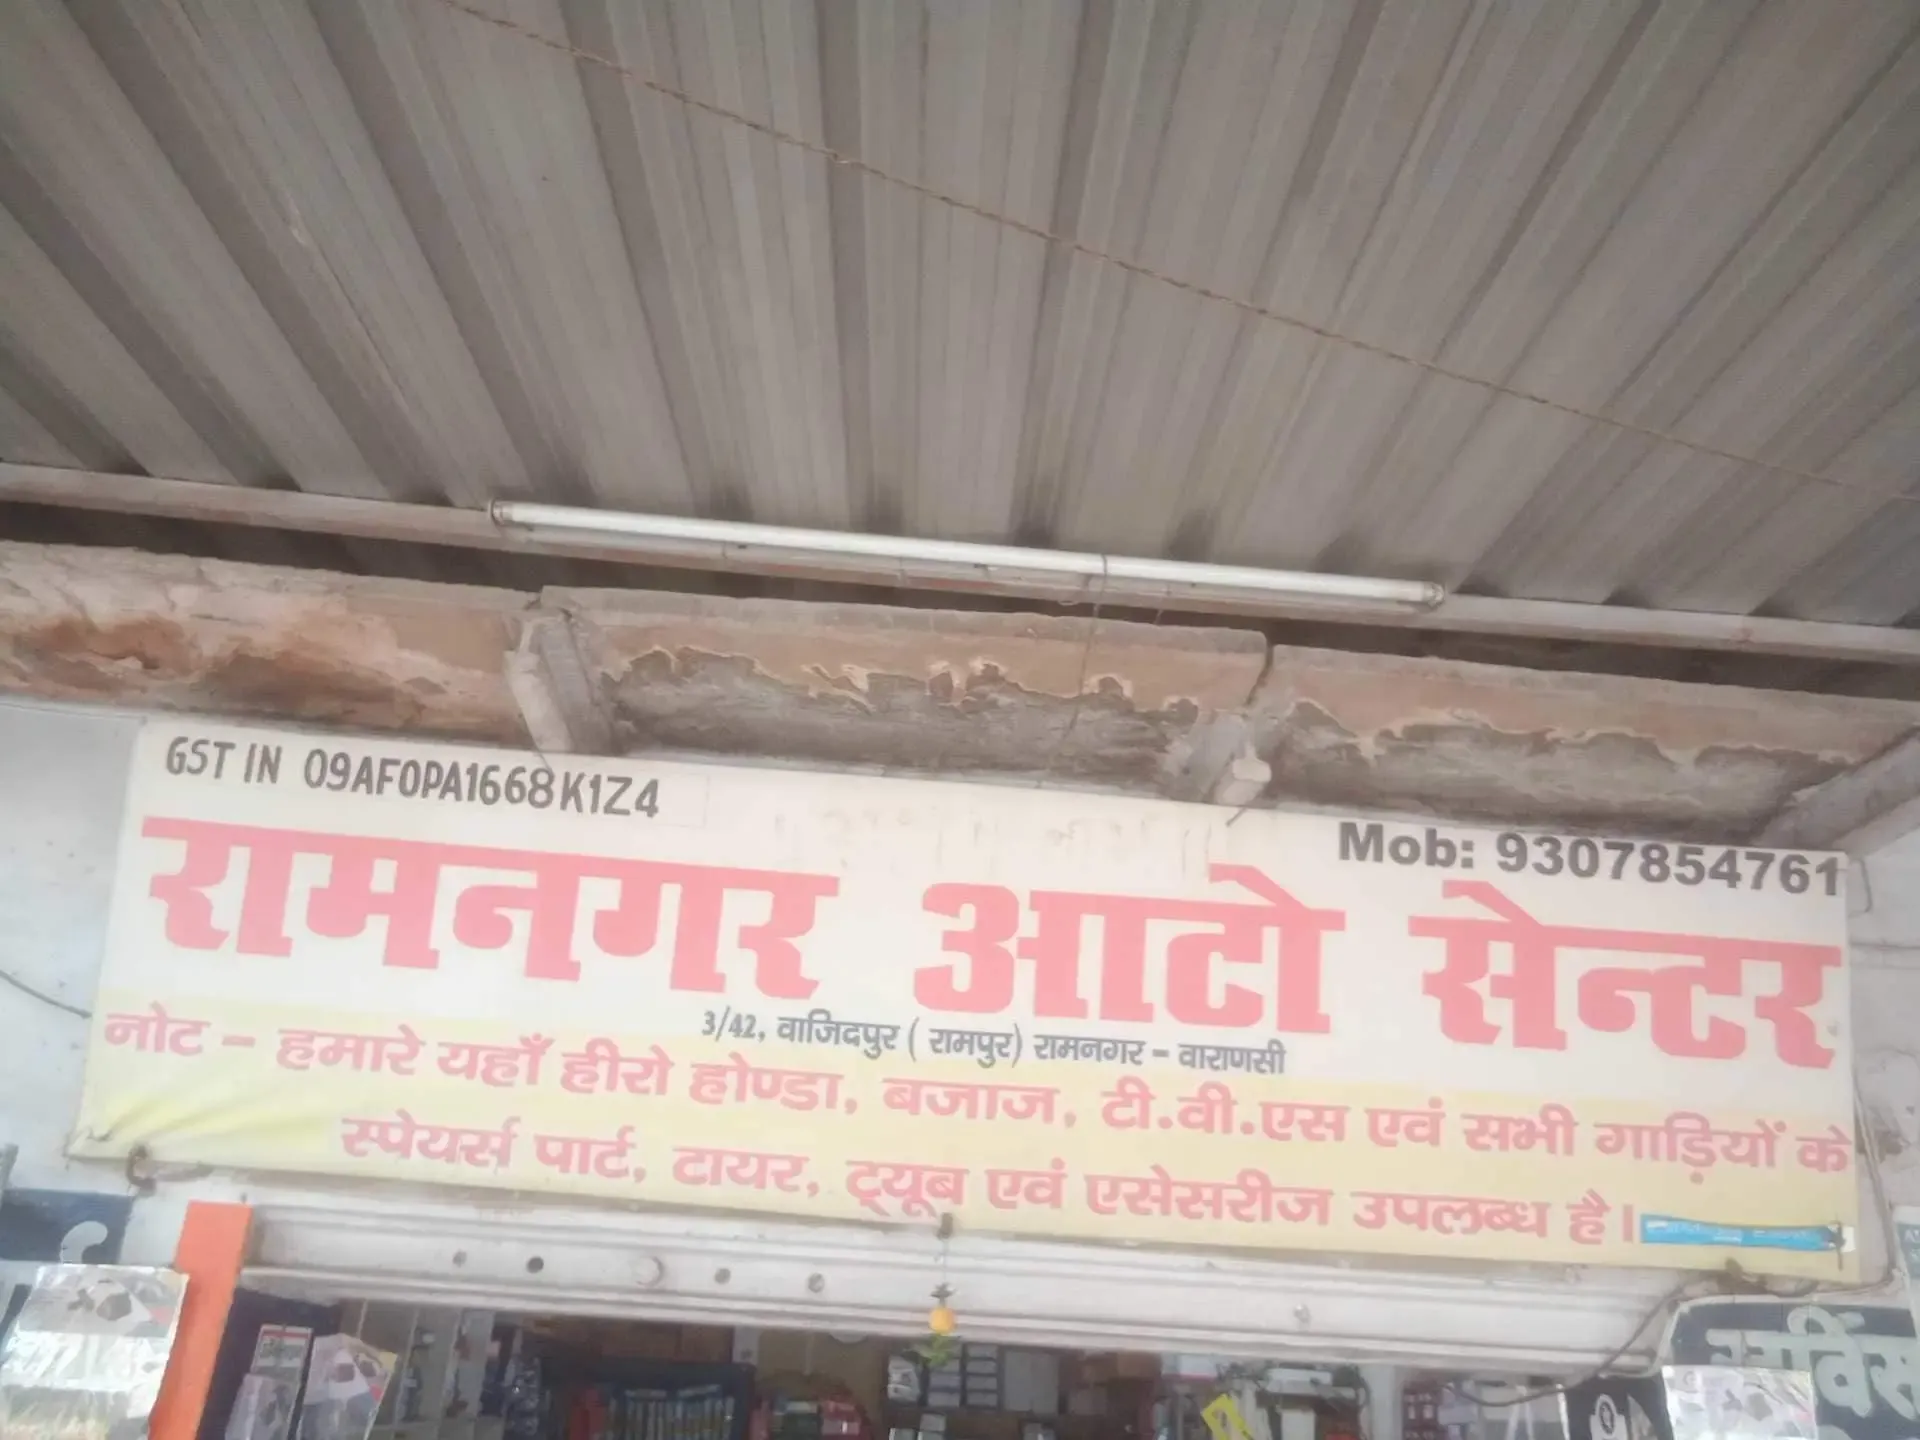 GST IN 09AFOPA1668K1Z4
Mob: 9307854761
रामनगर आटो सेन्टर
3/42, वाजिदपुर ( रामपुर) रामनगर - वाराणसी
नोट - हमारे यहाँ हीरो होण्डा, बजाज, टी.वी.एस एवं सभी गाड़ियों के
स्पेयर्स पार्ट, टायर, ट्यूब एवं एसेसरीज उपलब्ध है।